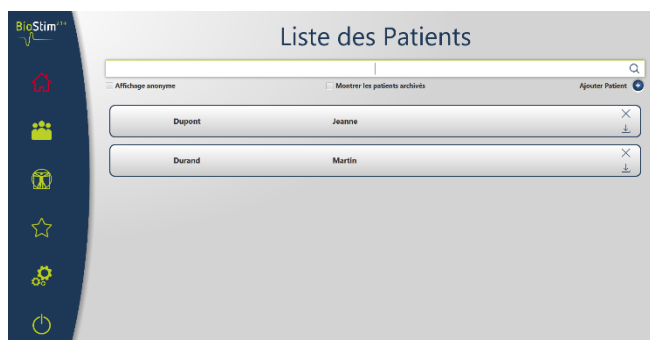 BioStim
Liste des Patients
Affichage anonyme
Montrer les patients archivés
Ajouter Patient
Dupont
Jeanne
Durand
Martin